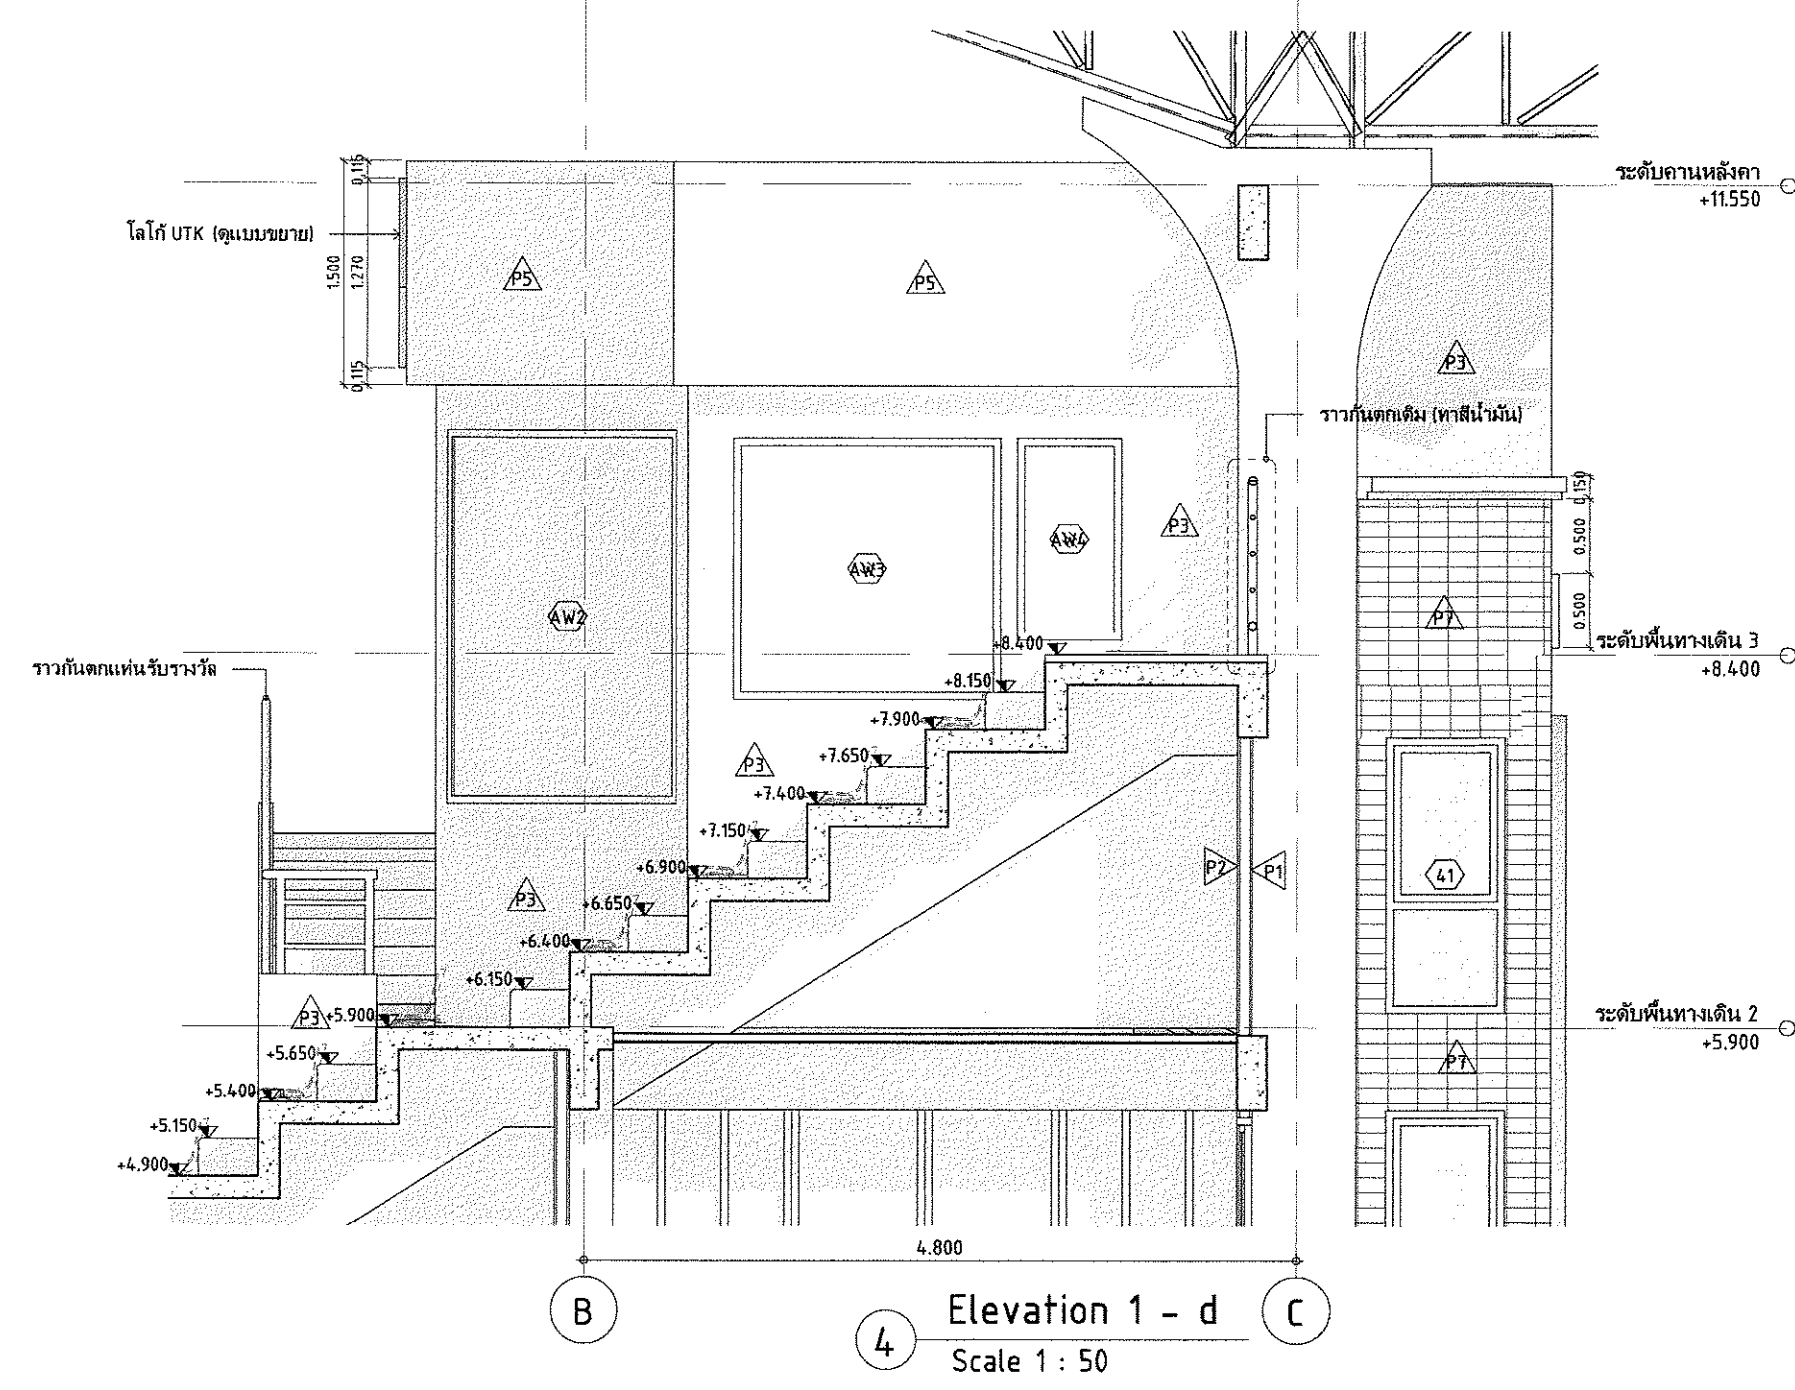 0.115
ระดับคานหลังคา
+11.550
โลโก้ UTK (ดูแบบขยาย)
1.500
1.270
P5
P5
P3
0.115
ราวกันตกเดิม (ทาสีน้ำมัน)
0.150
P3
AW4
0.500
AW3
AW2
P7
0.500
+8.400
ระดับพื้นทางเดิน 3
+8.400
ราวกันตกแท่นรับรางวัล
+8.150
+7.900
+7.650
P3
+7.400
+7.150
+6.900
P2
P1
41
P3
+6.650
+6.400
+6.150
P3
+5.900
ระดับพื้นทางเดิน 2
+5.900
+5.650
P7
+5.400
+5.150
+4.900
4.800
B
C
4
Elevation 1 - d
Scale 1 : 50